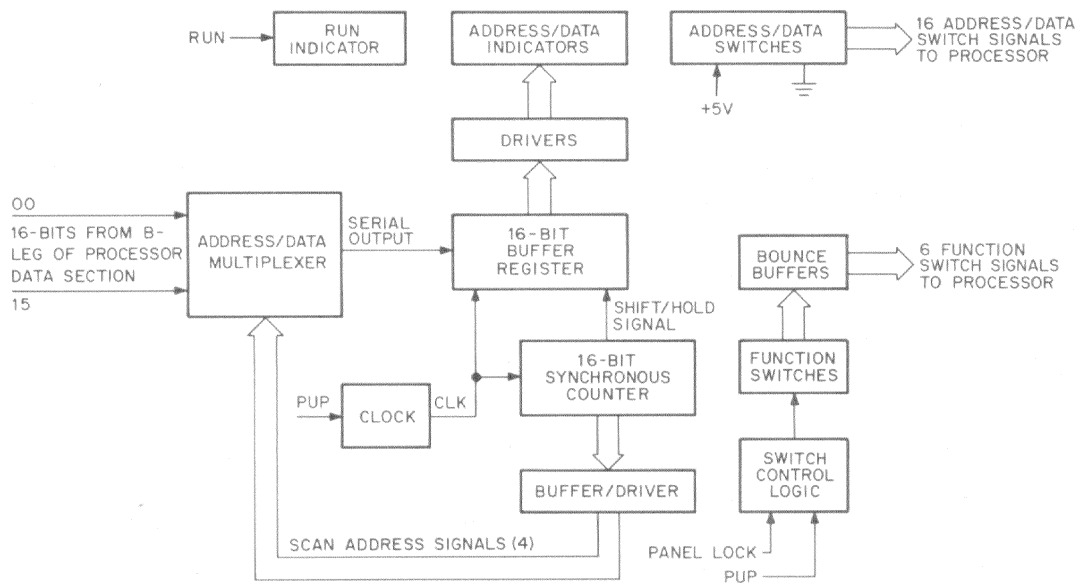 RUN
RUN
INDICATOR
ADDRESS/DATA
INDICATORS
ADDRESS/DATA
SWITCHES
16 ADDRESS/DATA
SWITCH SIGNALS
TO PROCESSOR
+5V
DRIVERS
00
16-BITS FROM B-
LEG OF PROCESSOR
DATA SECTION
15
ADDRESS/DATA
MULTIPLEXER
SERIAL
OUTPUT
16-BIT
BUFFER
REGISTER
BOUNCE
BUFFERS
6 FUNCTION
SWITCH SIGNALS
TO PROCESSOR
SHIFT/HOLD
SIGNAL
16-BIT
SYNCHRONOUS
COUNTER
FUNCTION
SWITCHES
PUP
CLOCK
CLK
SWITCH
CONTROL
LOGIC
BUFFER/DRIVER
SCAN ADDRESS SIGNALS (4)
PANEL LOCK
PUP